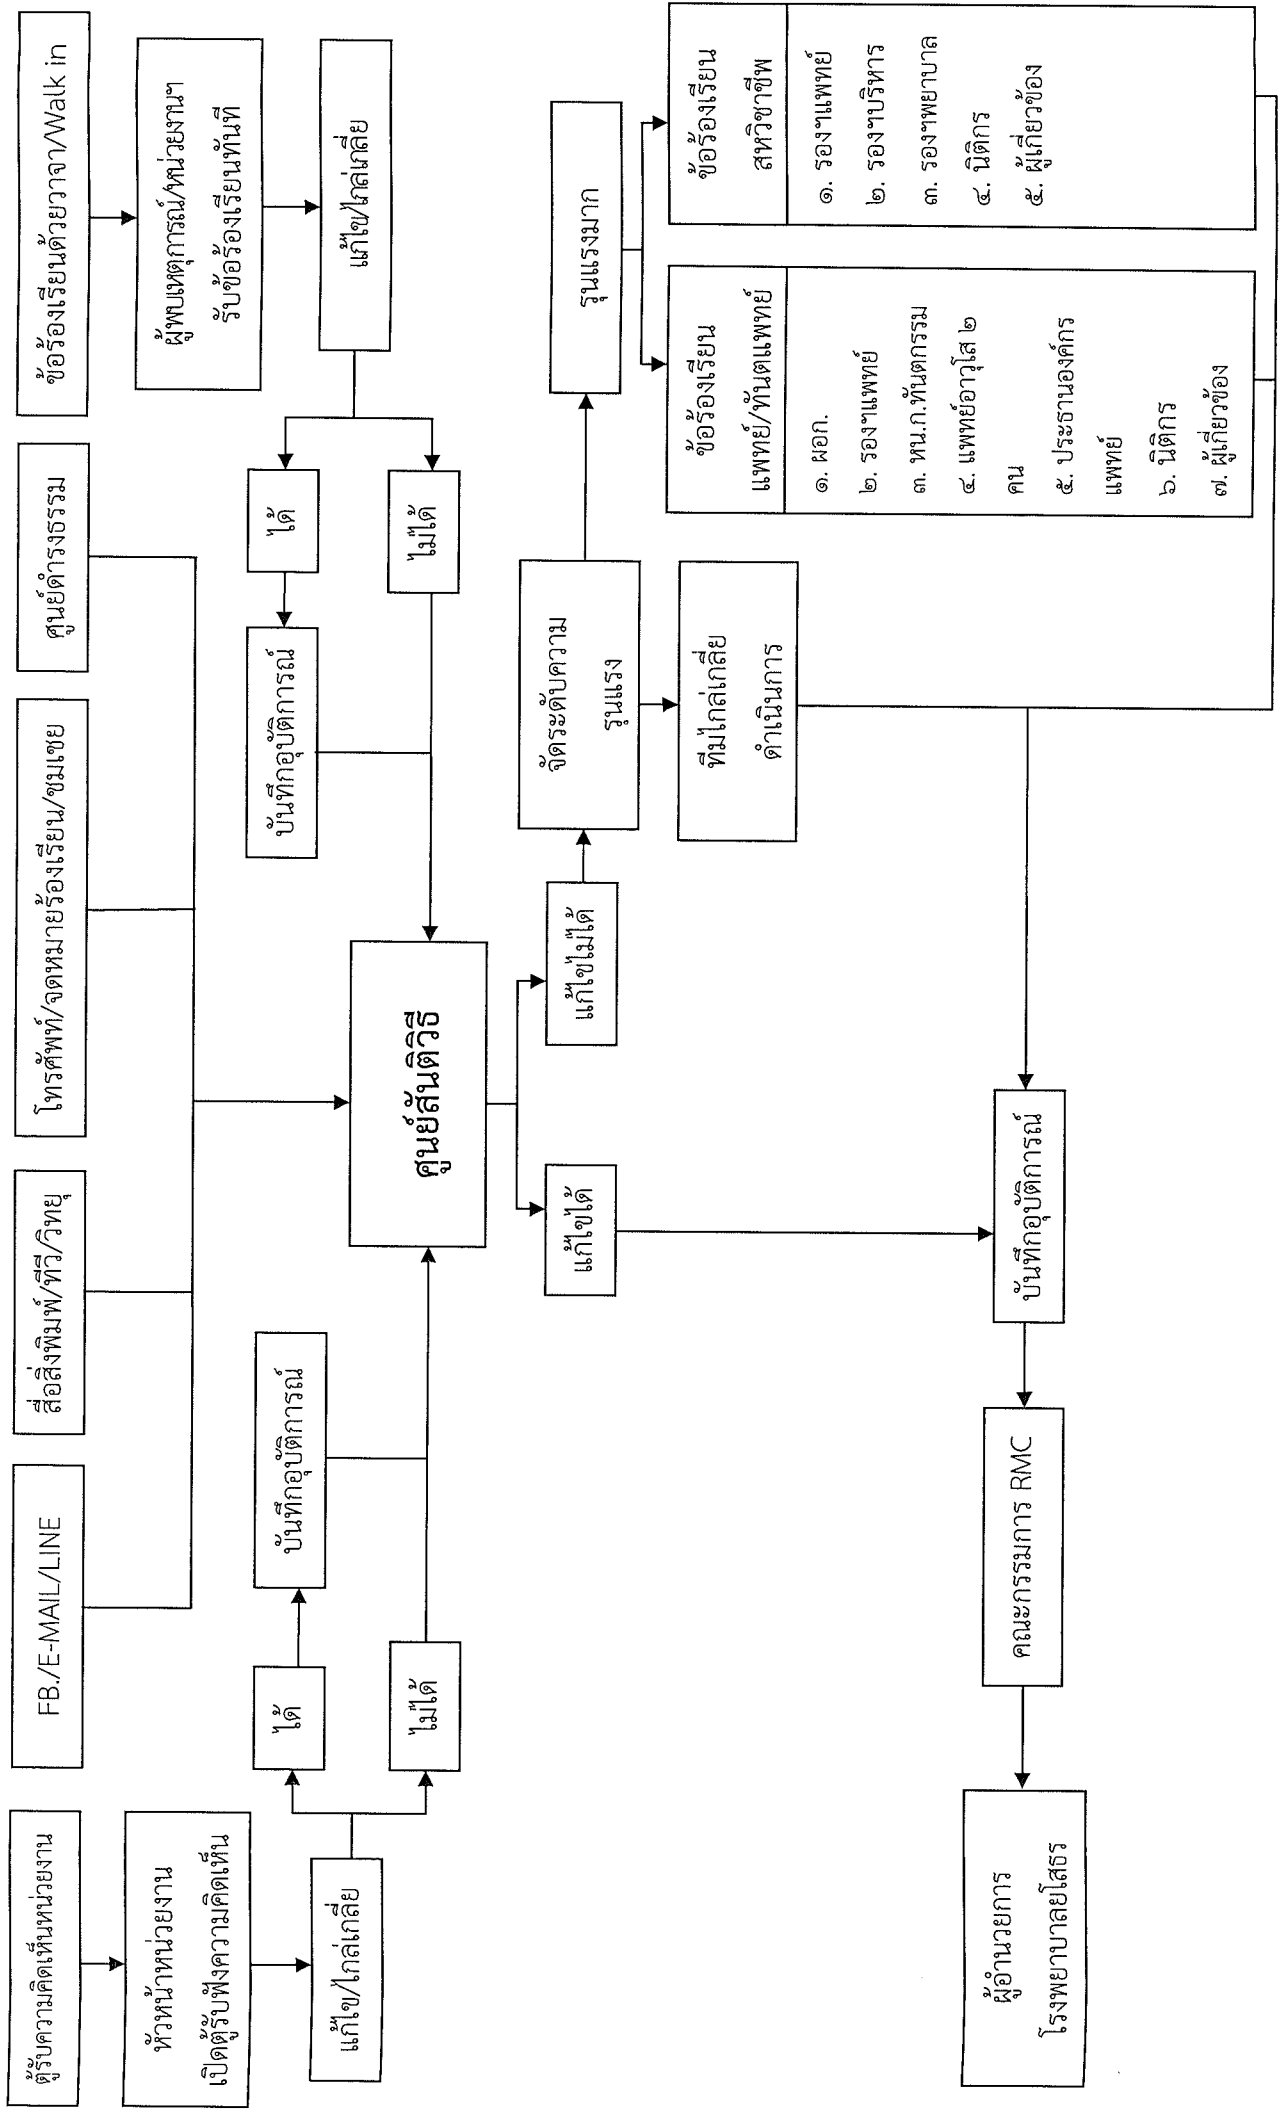 ตู้รับความคิดเห็นหน่วยงาน
FB./E-MAIL/LINE
สื่อสิ่งพิมพ์/ทีวี/วิทยุ
โทรศัพท์/จดหมายร้องเรียน/ชมเชย
ศูนย์ดำรงธรรม
ข้อร้องเรียนด้วยวาจา/Walk in
หัวหน้าหน่วยงาน
เปิดตู้รับฟังความคิดเห็น
ผู้พบเหตุการณ์/หน่วยงานฯ
รับข้อร้องเรียนทันที
แก้ไข/ไกล่เกลี่ย
แก้ไข/ไกล่เกลี่ย
ได้
บันทึกอุบัติการณ์
บันทึกอุบัติการณ์
ได้
ไม่ได้
ศูนย์สันติวิธี
ไม่ได้
แก้ไขได้
แก้ไขไม่ได้
จัดระดับความ
รุนแรง
รุนแรงมาก
ทีมไกล่เกลี่ย
ดำเนินการ
ข้อร้องเรียน
แพทย์/ทันตแพทย์
๑. ผอก.
๒. รองฯแพทย์
๓. หน.ก.ทันตกรรม
๔. แพทย์อาวุโส ๒
คน
๕. ประธานองค์กร
แพทย์
๖. นิติกร
๗. ผู้เกี่ยวข้อง
ข้อร้องเรียน
สหวิชาชีพ
๑. รองฯแพทย์
๒. รองฯบริหาร
๓. รองฯพยาบาล
๔. นิติกร
๕. ผู้เกี่ยวข้อง
ผู้อำนวยการ
โรงพยาบาลยโสธร
คณะกรรมการ RMC
บันทึกอุบัติการณ์